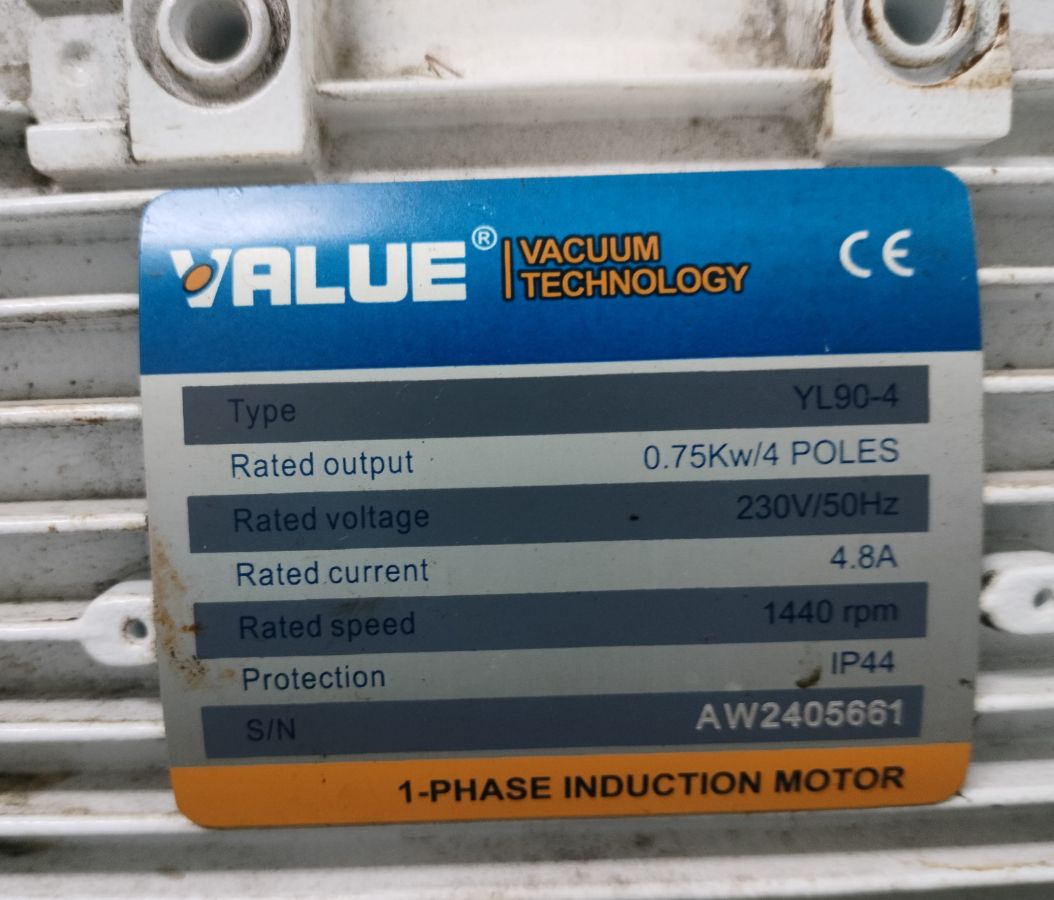 VALUE® VACUUM
TECHNOLOGY
CE
Type YL90-4
Rated output 0.75Kw/4 POLES
Rated voltage 230V/50Hz
Rated current 4.8A
Rated speed 1440 rpm
Protection IP44
S/N AW2405661
1-PHASE INDUCTION MOTOR